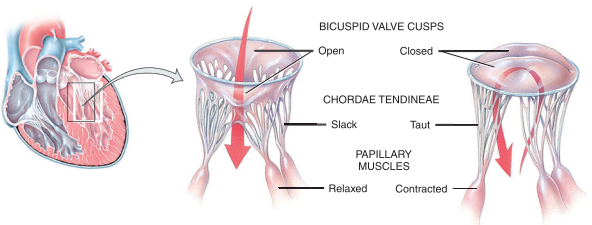 BICUSPID VALVE CUSPS
Open
Closed
CHORDAE TENDINEAE
Slack
Taut
PAPILLARY
MUSCLES
Relaxed
Contracted